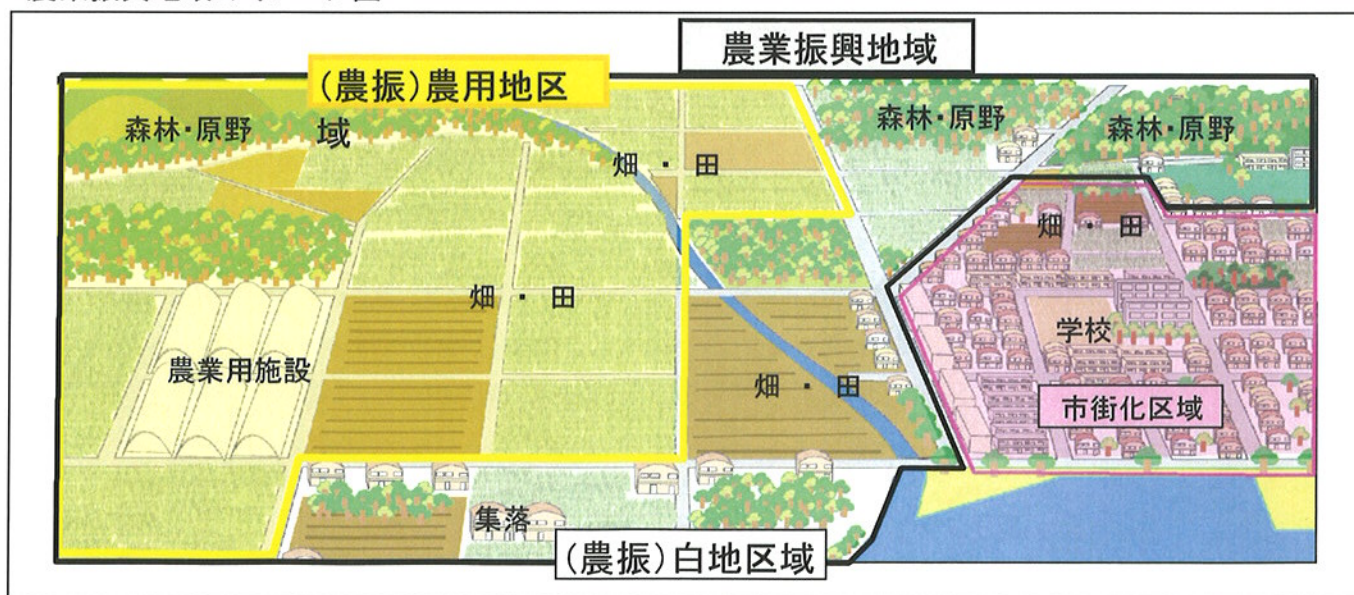 農業振興地域
(農振)農用地区
域
森林・原野
森林・原野
森林・原野
畑・田
畑・田
畑・田
学校
農業用施設
畑・田
市街化区域
集落
(農振)白地区域